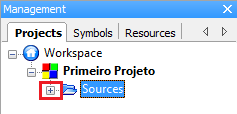 Management
Projects Symbols Resources
Workspace
Primeiro Projeto
Sources